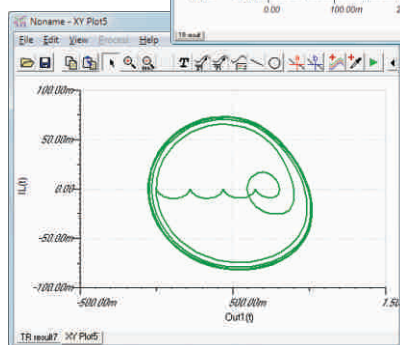 0.00 100.00m 2
TR result
Noname - XY Plot5
File Edit View Process Help
T
100.00m
50.00m
IL(t)
0.00
-50.00m
-100.00m
-500.00m 500.00m 1.50
Out1(t)
TR result7 XY Plot5